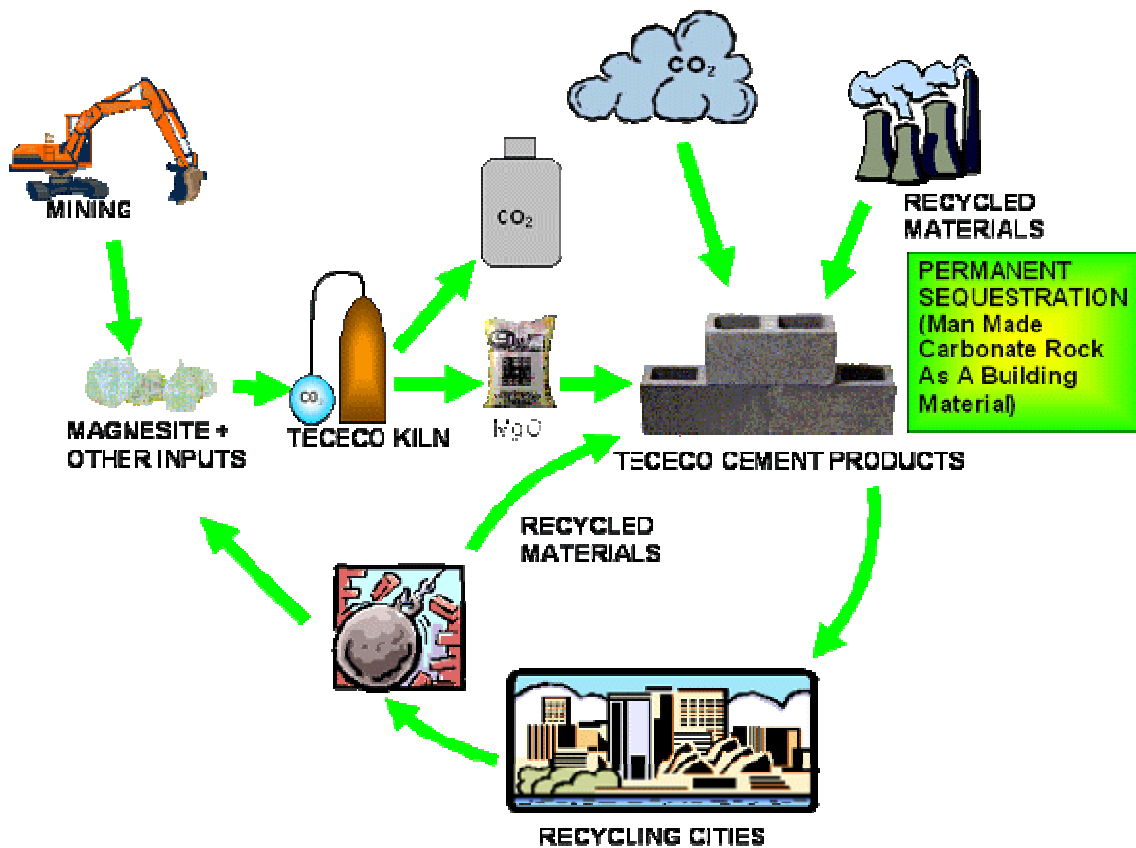 CO2
CO2
MINING
RECYCLED
MATERIALS
PERMANENT
SEQUESTRATION
(Man Made
Carbonate Rock
As A Building
Material)
CO2
MgO
MAGNESITE +
OTHER INPUTS
TECECO KILN
TECECO CEMENT PRODUCTS
RECYCLED
MATERIALS
RECYCLING CITIES